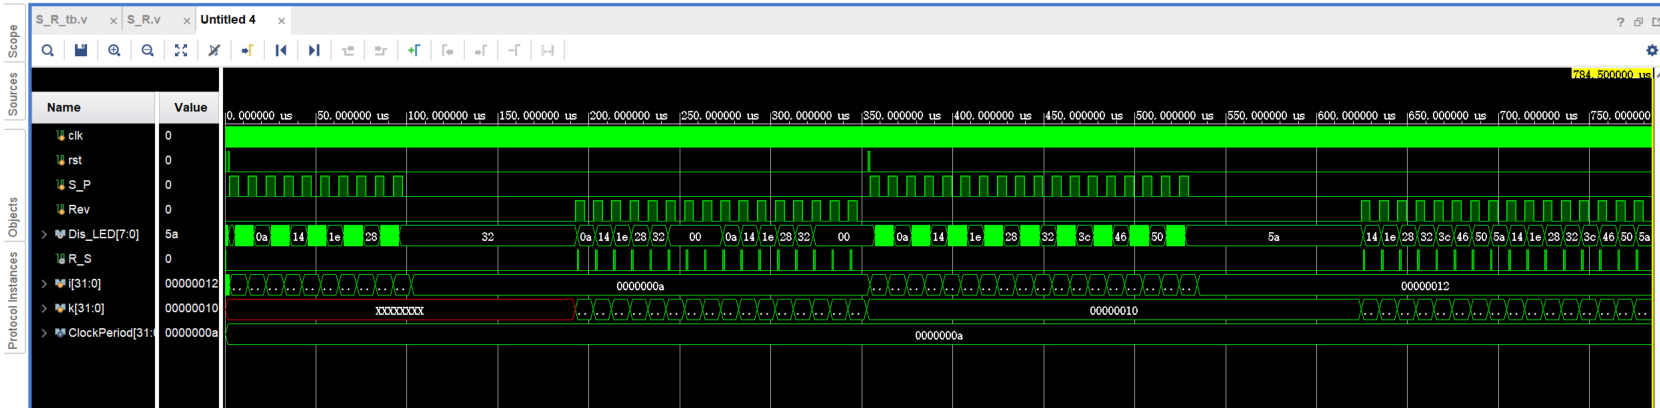 S_R_tb.v × S_R.v × Untitled 4 ×
Scope
Sources
Objects
Protocol Instances
784.500000 us
Name Value
0.000000 us 50.000000 us 100.000000 us 150.000000 us 200.000000 us 250.000000 us 300.000000 us 350.000000 us 400.000000 us 450.000000 us 500.000000 us 550.000000 us 600.000000 us 650.000000 us 700.000000 us 750.000000
clk 0
rst 0
S_P 0
Rev 0
Dis_LED[7:0] 5a 0a 14 1e 28 32 0a 14 1e 28 32 00 0a 14 1e 28 32 00 0a 14 1e 28 32 3c 46 50 5a 14 1e 28 32 3c 46 50 5a 14 1e 28 32 3c 46 50 5a
R_S 0
i[31:0] 00000012 0000000a 00000012
k[31:0] 00000010 XXXXXXXX 00000010
ClockPeriod[31: 0000000a 0000000a